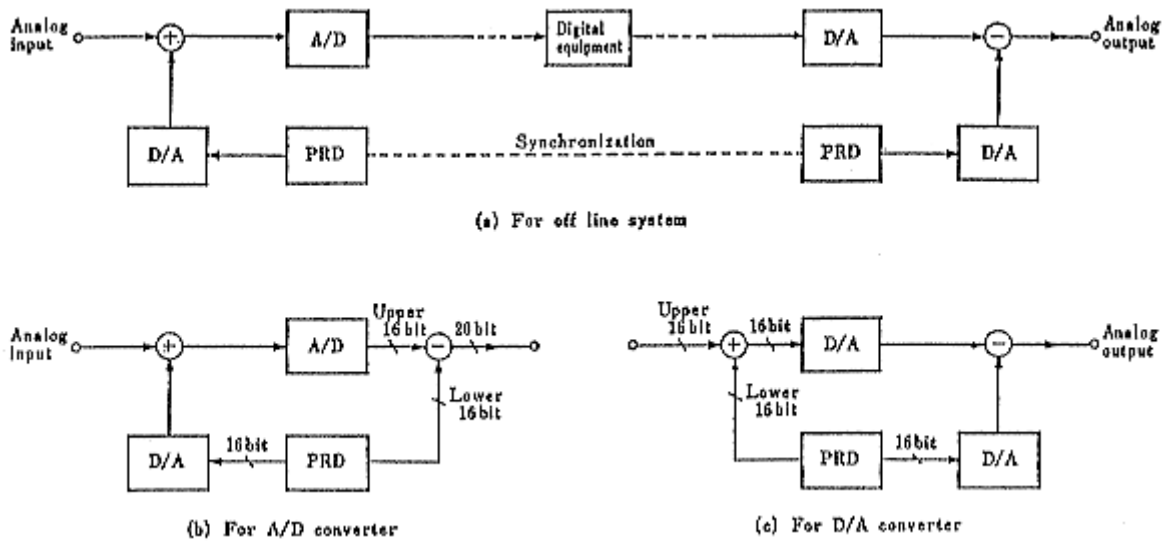 Analog
input
+
A/D
Digital
equipment
D/A
−
Analog
output
D/A
PRD
Synchronization
PRD
D/A
(a) For off line system
Analog
input
+
A/D
Upper
16bit
−
20bit
Lower
16bit
D/A
16bit
PRD
(b) For A/D converter
Upper
16bit
+
16bit
D/A
−
Analog
output
Lower
16bit
PRD
16bit
D/A
(c) For D/A converter